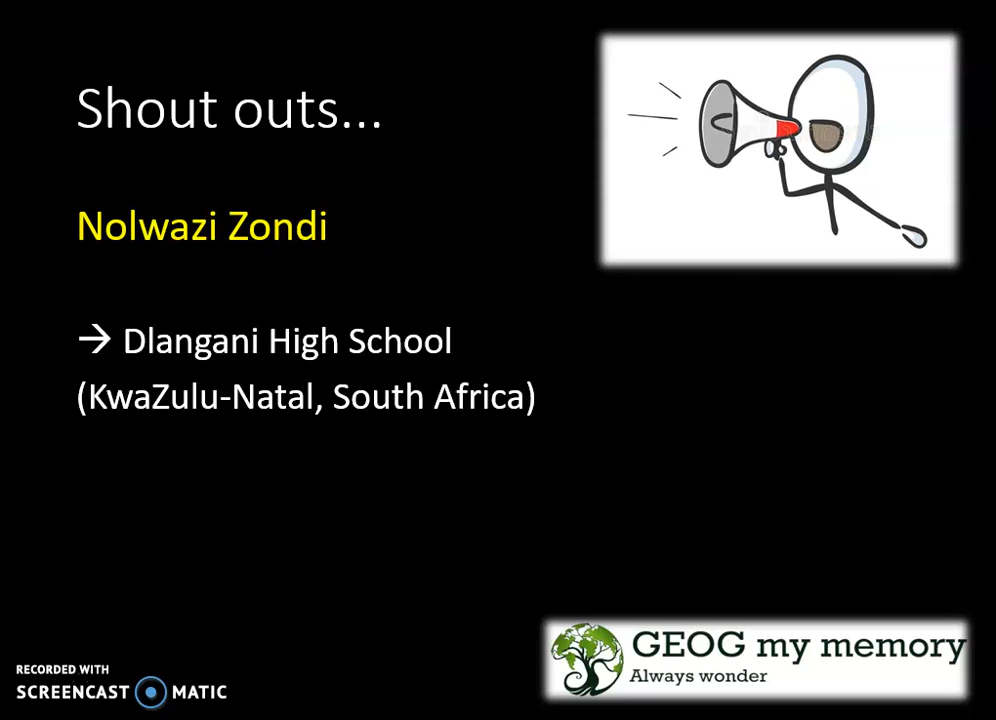 Shout outs...
Nolwazi Zondi
→ Dlangani High School
(KwaZulu-Natal, South Africa)
GEOG my memory
Always wonder
RECORDED WITH
SCREENCAST MATIC